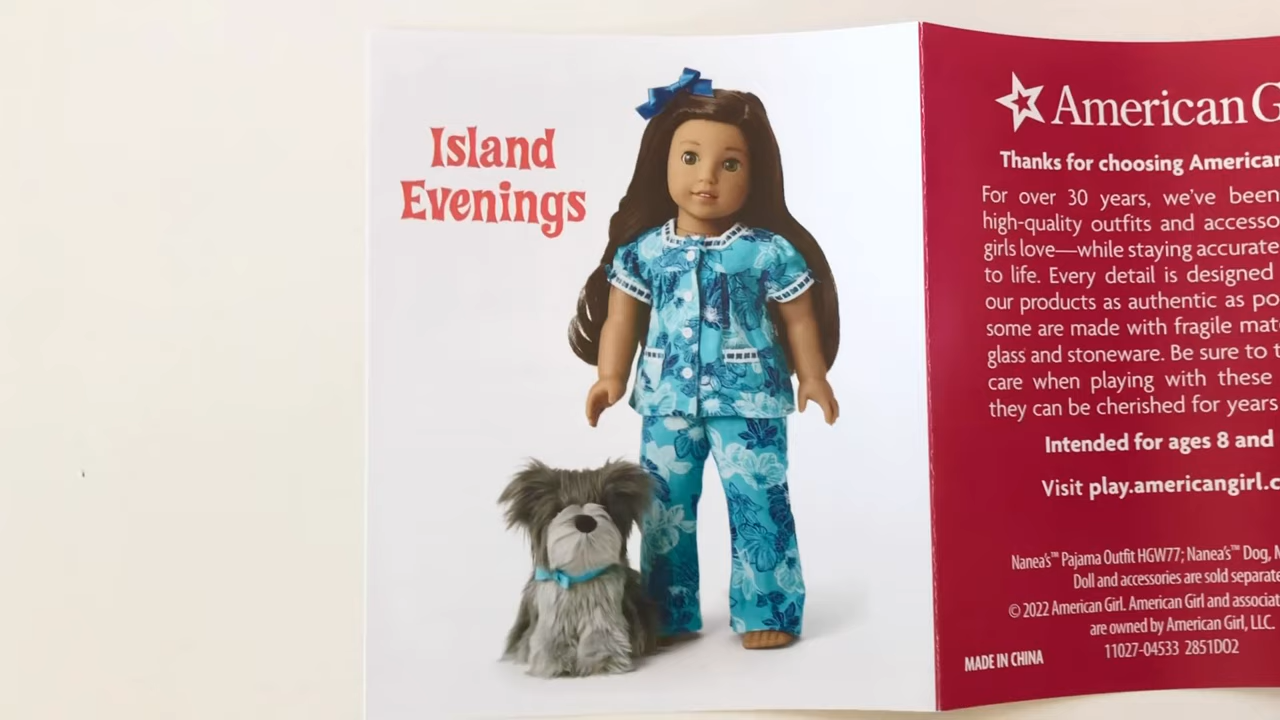 Island
Evenings
American G
Thanks for choosing American
For over 30 years, we've been
high-quality outfits and accesso
girls love—while staying accurate
to life. Every detail is designed
our products as authentic as po
some are made with fragile mat
glass and stoneware. Be sure to t
care when playing with these
they can be cherished for years
Intended for ages 8 and
Visit play.americangirl.c
Nanea's™ Pajama Outfit HGW77; Nanea's™ Dog, M
Doll and accessories are sold separate
© 2022 American Girl. American Girl and associat
are owned by American Girl, LLC.
MADE IN CHINA
11027-04533 2851DO2